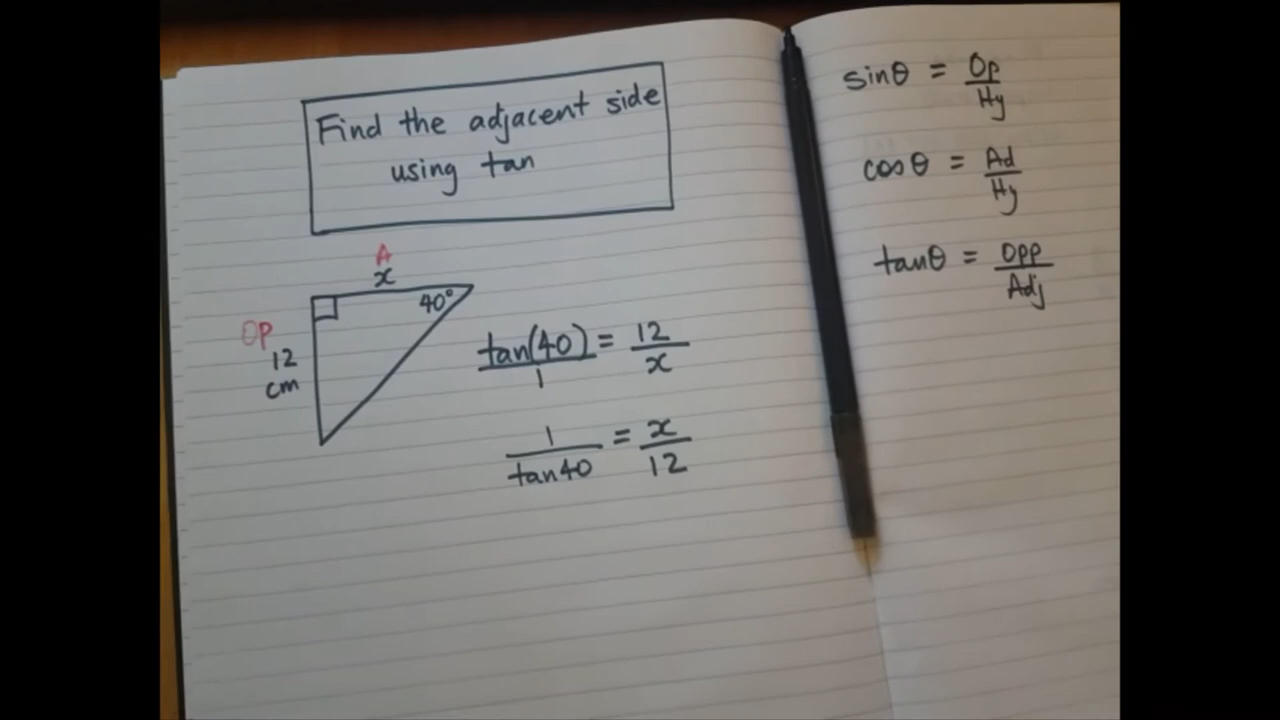 Find the adjacent side
using tan
A
x
40°
Op
12
cm
tan(40) = 12
1 x
1 = x
tan40 12
sinθ = Op
Hy
cosθ = Ad
Hy
tanθ = Opp
Adj